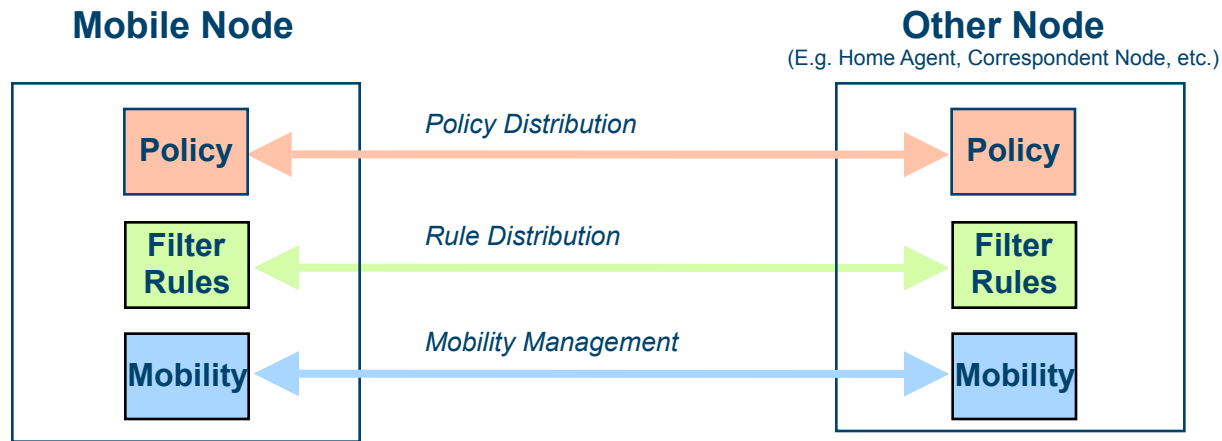 Mobile Node
Other Node
(E.g. Home Agent, Correspondent Node, etc.)
Policy
Policy Distribution
Policy
Filter
Rules
Rule Distribution
Filter
Rules
Mobility
Mobility Management
Mobility